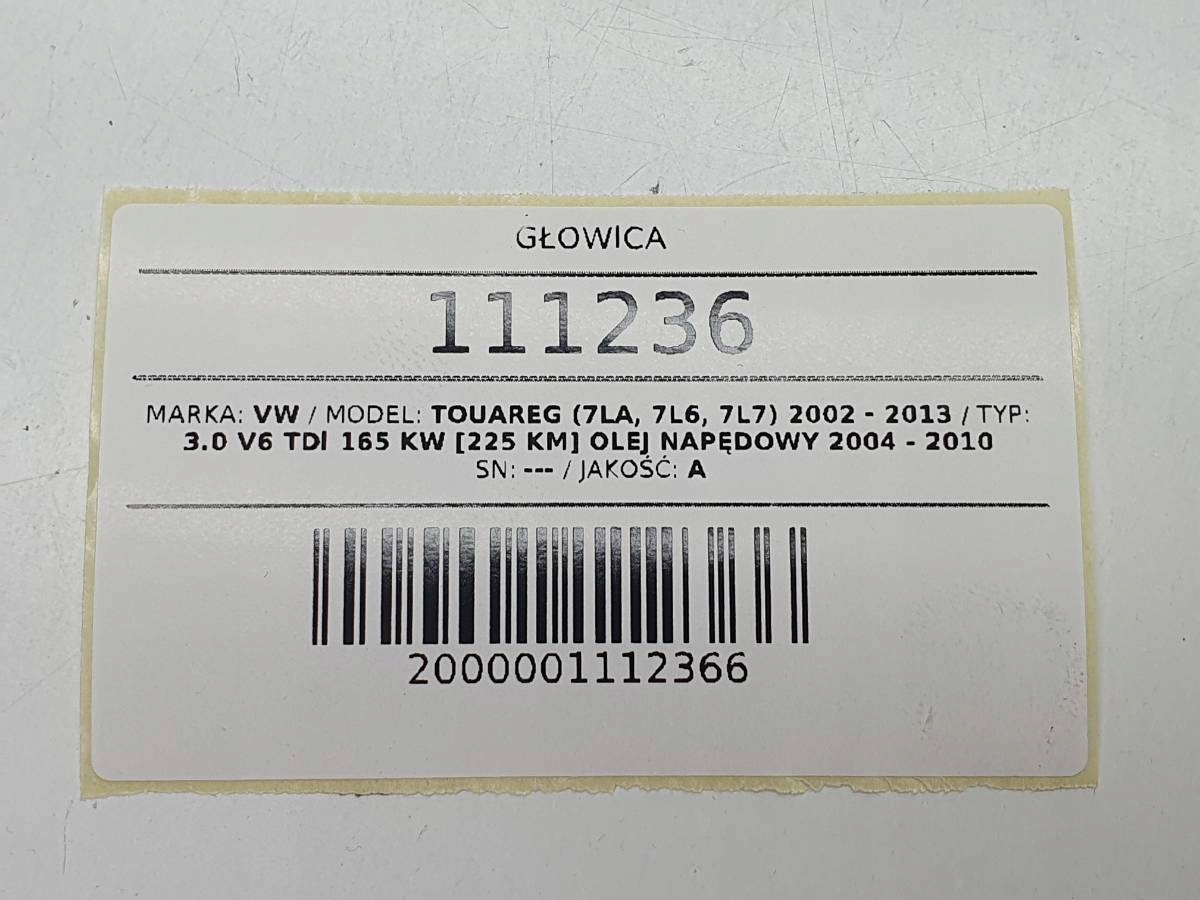 GŁOWICA
111236
MARKA: VW / MODEL: TOUAREG (7LA, 7L6, 7L7) 2002 - 2013 / TYP:
3.0 V6 TDI 165 KW [225 KM] OLEJ NAPĘDOWY 2004 - 2010
SN: --- / JAKOŚĆ: A
2000001112366